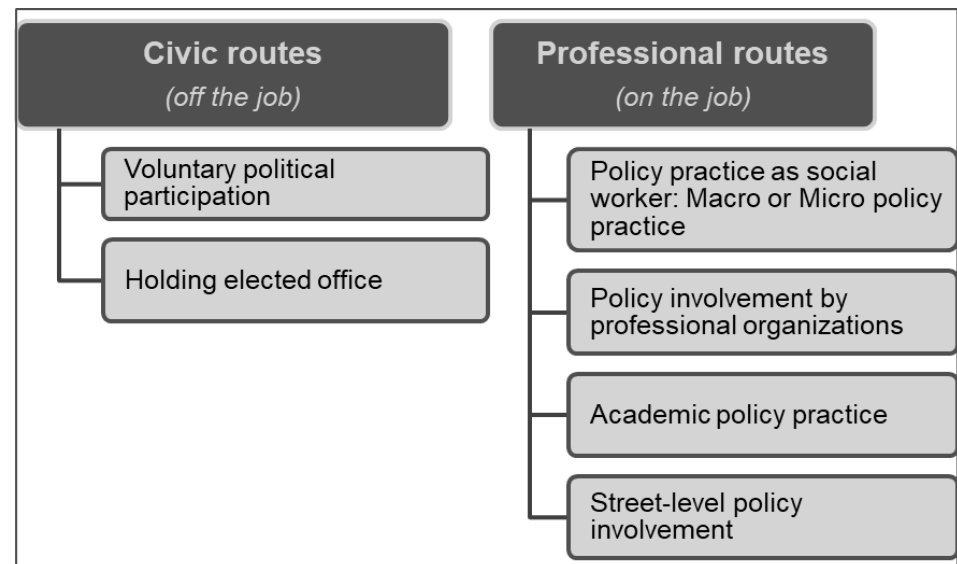 Civic routes
(off the job)
Voluntary political
participation
Holding elected office
Professional routes
(on the job)
Policy practice as social
worker: Macro or Micro policy
practice
Policy involvement by
professional organizations
Academic policy practice
Street-level policy
involvement